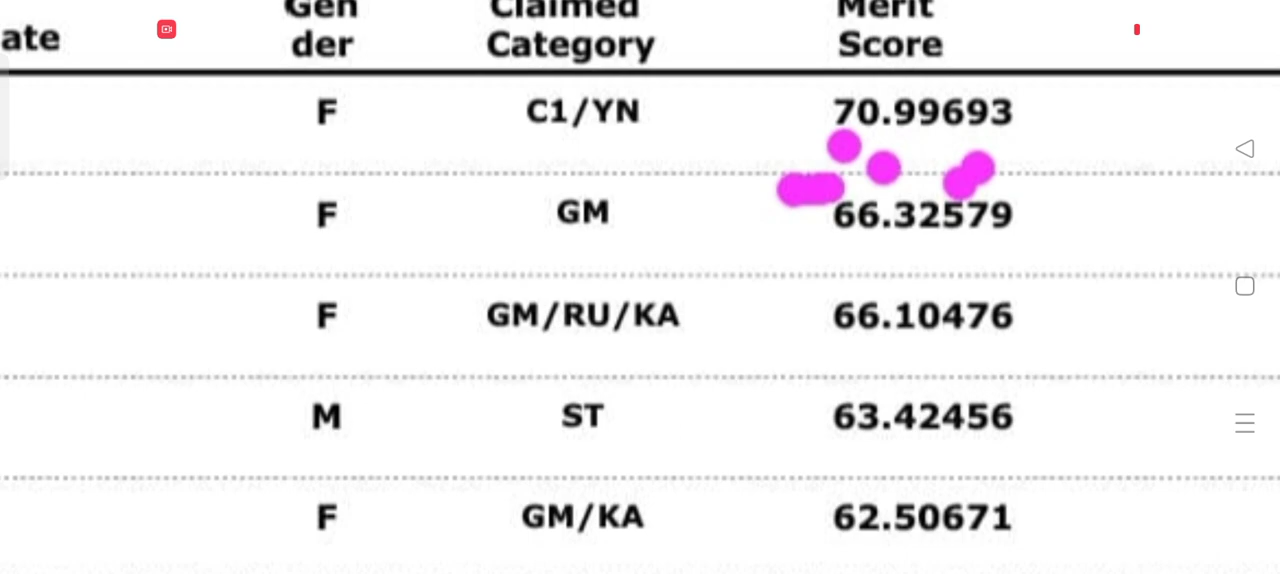 Gen Claimed Merit
ate der Category Score
F C1/YN 70.99693
F GM 66.32579
F GM/RU/KA 66.10476
M ST 63.42456
F GM/KA 62.50671